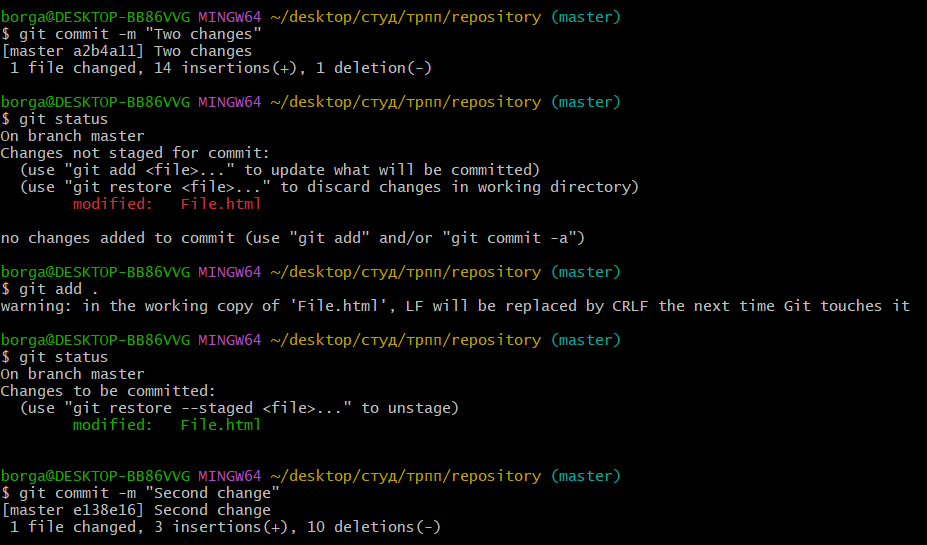 borga@DESKTOP-BB86VVG MINGW64 ~/desktop/студ/трпп/repository (master)
$ git commit -m "Two changes"
[master a2b4a11] Two changes
 1 file changed, 14 insertions(+), 1 deletion(-)
borga@DESKTOP-BB86VVG MINGW64 ~/desktop/студ/трпп/repository (master)
$ git status
On branch master
Changes not staged for commit:
  (use "git add <file>..." to update what will be committed)
  (use "git restore <file>..." to discard changes in working directory)
        modified:   File.html
no changes added to commit (use "git add" and/or "git commit -a")
borga@DESKTOP-BB86VVG MINGW64 ~/desktop/студ/трпп/repository (master)
$ git add .
warning: in the working copy of 'File.html', LF will be replaced by CRLF the next time Git touches it
borga@DESKTOP-BB86VVG MINGW64 ~/desktop/студ/трпп/repository (master)
$ git status
On branch master
Changes to be committed:
  (use "git restore --staged <file>..." to unstage)
        modified:   File.html
borga@DESKTOP-BB86VVG MINGW64 ~/desktop/студ/трпп/repository (master)
$ git commit -m "Second change"
[master e138e16] Second change
 1 file changed, 3 insertions(+), 10 deletions(-)